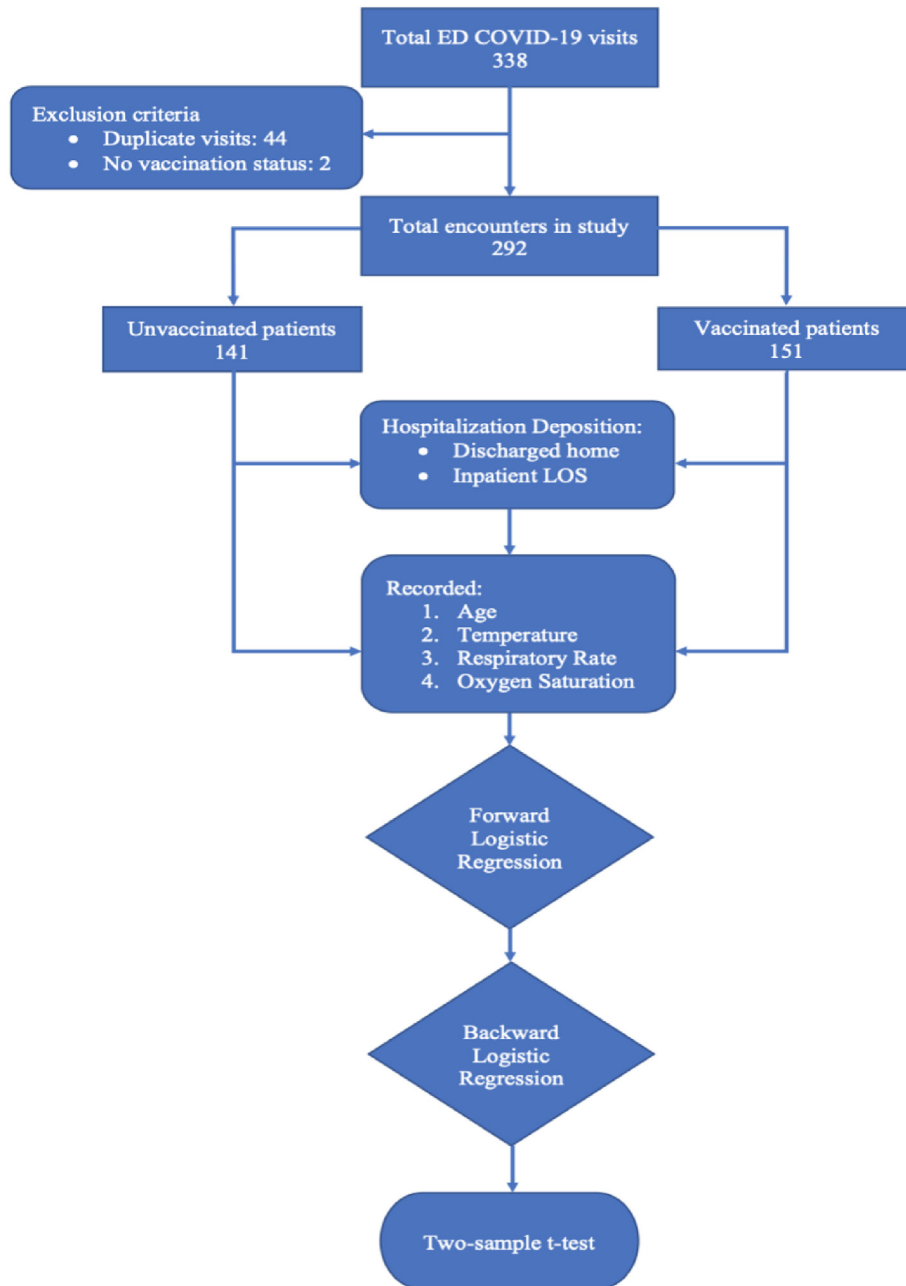 Total ED COVID-19 visits
338
Exclusion criteria
• Duplicate visits: 44
• No vaccination status: 2
Total encounters in study
292
Unvaccinated patients
141
Vaccinated patients
151
Hospitalization Deposition:
• Discharged home
• Inpatient LOS
Recorded:
1. Age
2. Temperature
3. Respiratory Rate
4. Oxygen Saturation
Forward
Logistic
Regression
Backward
Logistic
Regression
Two-sample t-test